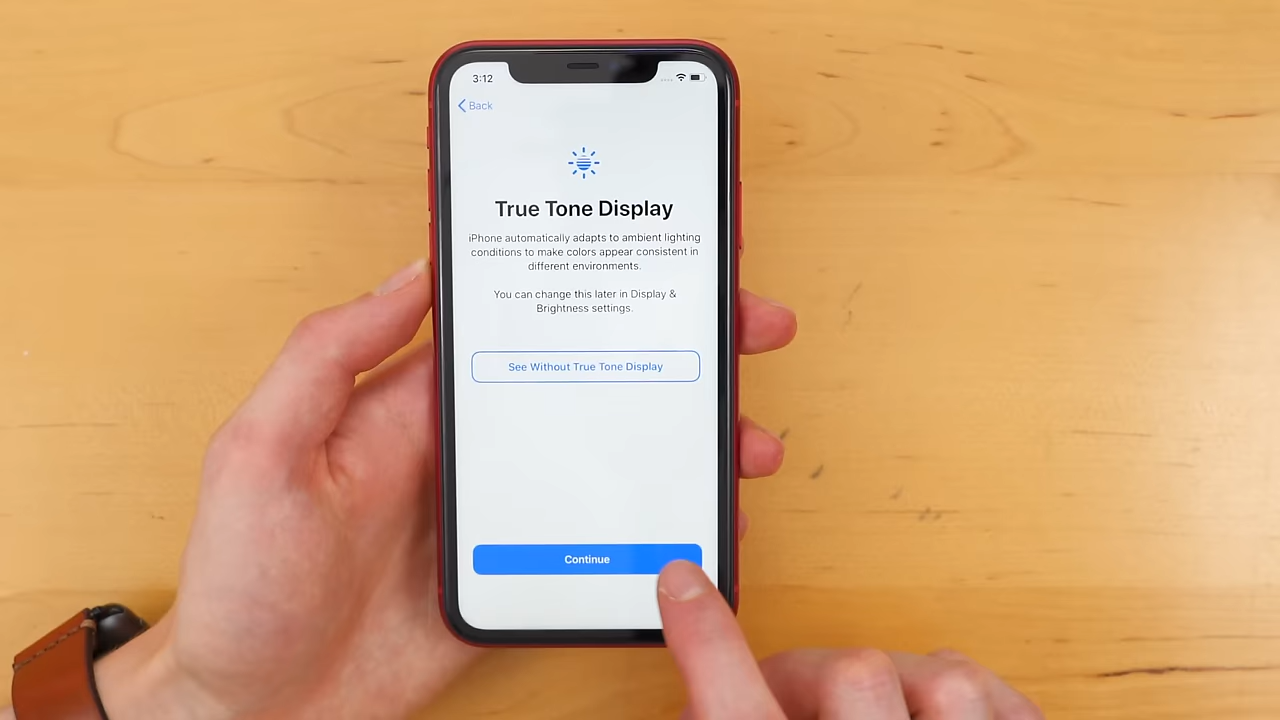 3:12
Back
True Tone Display
iPhone automatically adapts to ambient lighting
conditions to make colors appear consistent in
different environments.
You can change this later in Display &
Brightness settings.
See Without True Tone Display
Continue